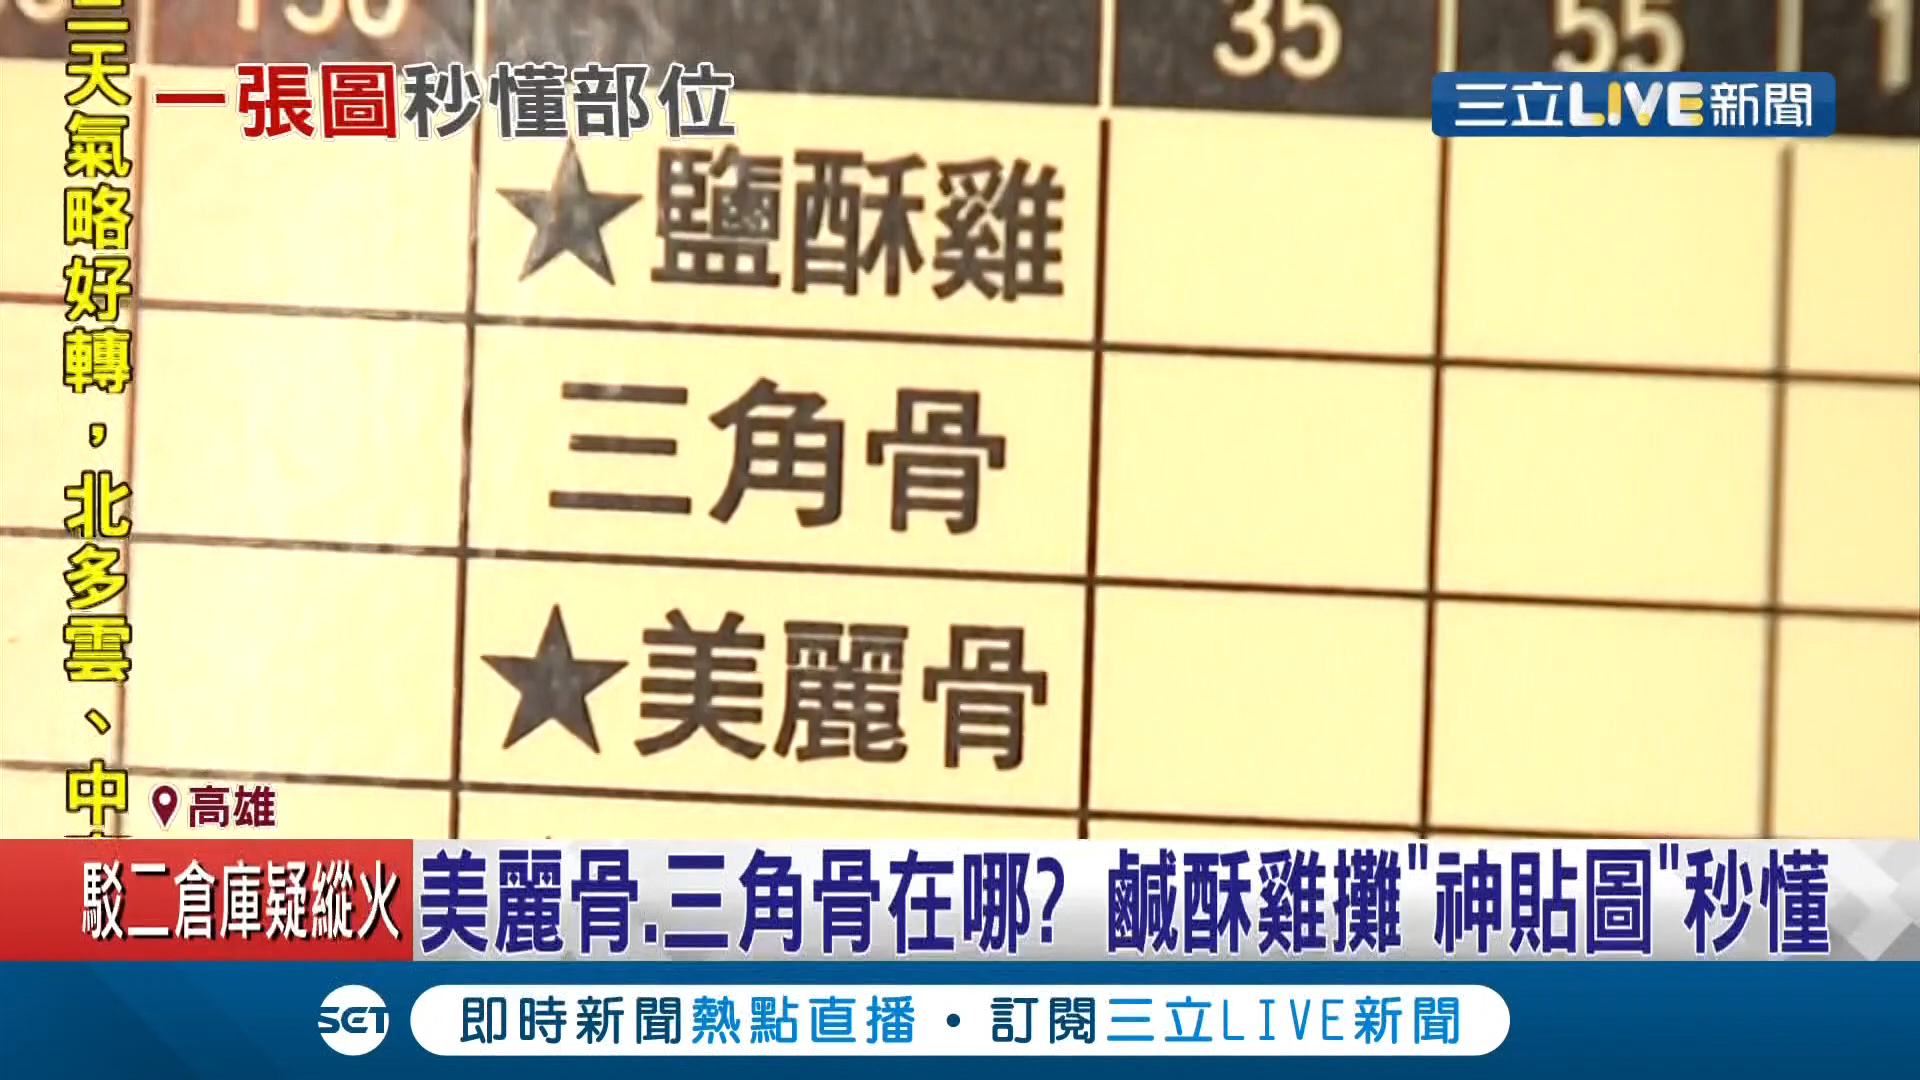 35 55
一張圖秒懂部位
三立LIVE新聞
天氣略好轉，北多雲、中
★鹽酥雞
三角骨
★美麗骨
高雄
駁二倉庫疑縱火
美麗骨.三角骨在哪? 鹹酥雞攤"神貼圖"秒懂
SET 即時新聞熱點直播・訂閱三立LIVE新聞